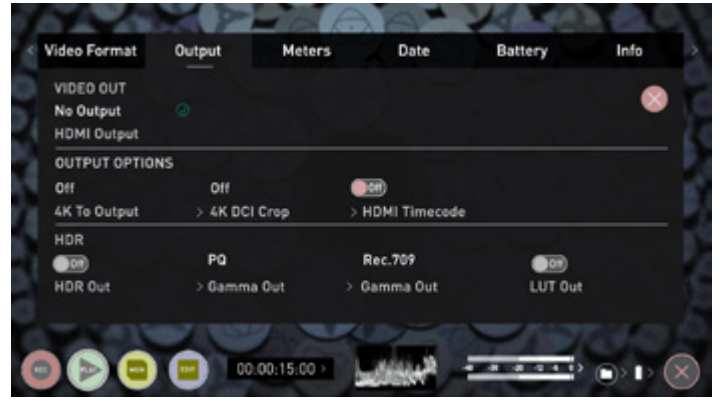 Video Format Output Meters Date Battery Info
VIDEO OUT
No Output
HDMI Output
OUTPUT OPTIONS
Off Off Off
4K To Output > 4K DCI Crop > HDMI Timecode
HDR
Off PQ Rec.709 Off
HDR Out > Gamma Out > Gamma Out LUT Out
REC PLAY MON EDIT 00:00:15:00 >